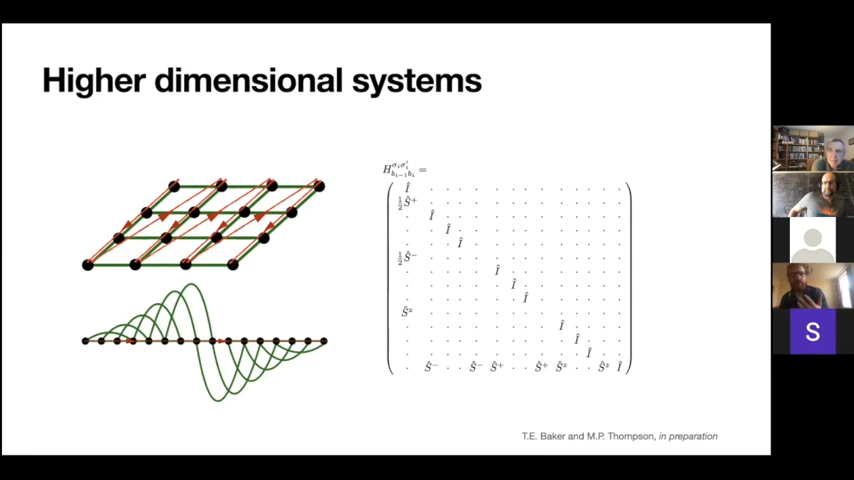 Higher dimensional systems
H^{σ_i σ'_i}_{b_{i-1} b_i} =
Î · · · · · · · · · · · ·
½Ŝ⁺ · · · · · · · · · · · ·
· Î · · · · · · · · · · ·
· · Î · · · · · · · · · ·
· · · Î · · · · · · · · ·
½Ŝ⁻ · · · · · · · · · · · ·
· · · · · Î · · · · · · ·
· · · · · · Î · · · · · ·
· · · · · · · Î · · · · ·
Ŝᶻ · · · · · · · · · · · ·
· · · · · · · · · Î · · ·
· · · · · · · · · · Î · ·
· · · · · · · · · · · Î ·
· Ŝ⁻ · · Ŝ⁻ Ŝ⁺ · · Ŝ⁺ Ŝᶻ · · Ŝᶻ Î
S
T.E. Baker and M.P. Thompson, in preparation